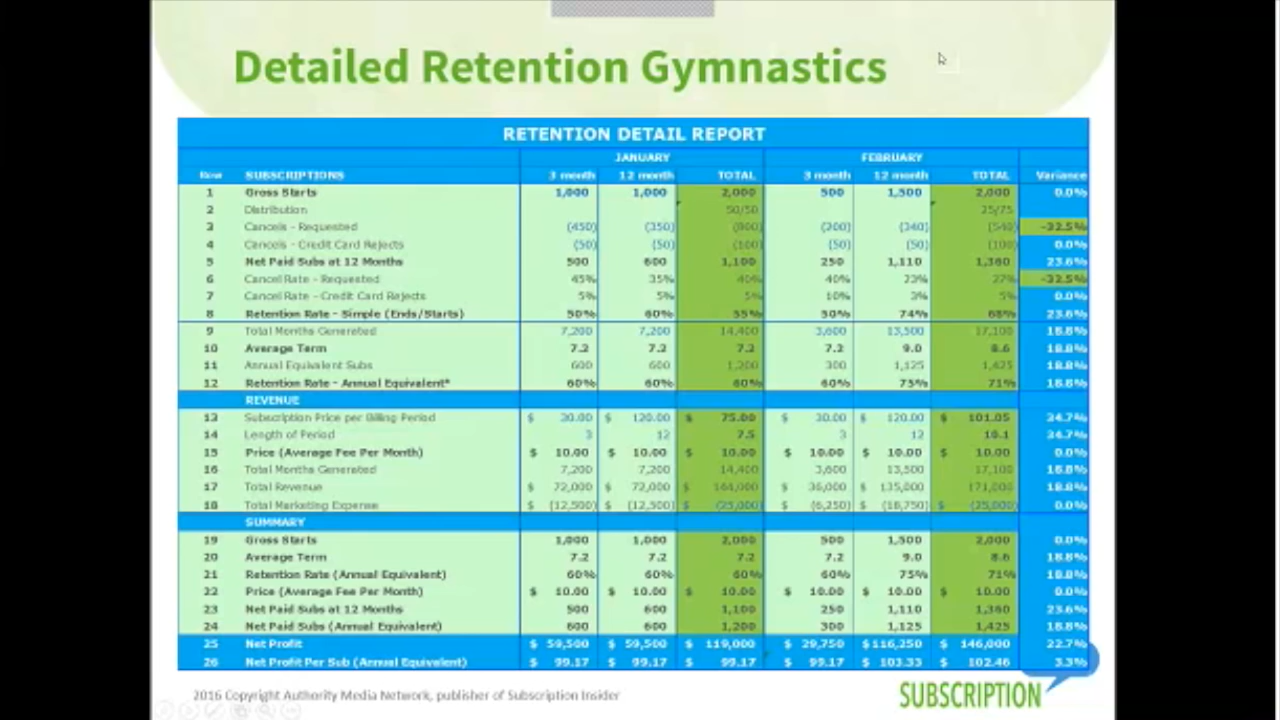 Detailed Retention Gymnastics
RETENTION DETAIL REPORT
JANUARY FEBRUARY
Row SUBSCRIPTIONS 3 month 12 month TOTAL 3 month 12 month TOTAL Variance
1 Gross Starts 1,000 1,000 2,000 500 1,500 2,000 0.0%
2 Distribution 50/50 25/75
3 Cancels - Requested (450) (350) (800) (200) (340) (540) -32.5%
4 Cancels - Credit Card Rejects (50) (50) (100) (50) (50) (100) 0.0%
5 Net Paid Subs at 12 Months 500 600 1,100 250 1,110 1,360 23.6%
6 Cancel Rate - Requested 45% 35% 40% 40% 23% 27% -32.5%
7 Cancel Rate - Credit Card Rejects 5% 5% 5% 10% 3% 5% 0.0%
8 Retention Rate - Simple (Ends/Starts) 50% 60% 55% 50% 74% 68% 23.6%
9 Total Months Generated 7,200 7,200 14,400 3,600 13,500 17,100 18.8%
10 Average Term 7.2 7.2 7.2 7.2 9.0 8.6 18.8%
11 Annual Equivalent Subs 600 600 1,200 300 1,125 1,425 18.8%
12 Retention Rate - Annual Equivalent* 60% 60% 60% 60% 75% 71% 18.8%
REVENUE
13 Subscription Price per Billing Period $ 30.00 $ 120.00 $ 75.00 $ 30.00 $ 120.00 $ 101.05 34.7%
14 Length of Period 3 12 7.5 3 12 10.1 34.7%
15 Price (Average Fee Per Month) $ 10.00 $ 10.00 $ 10.00 $ 10.00 $ 10.00 $ 10.00 0.0%
16 Total Months Generated 7,200 7,200 14,400 3,600 13,500 17,100 18.8%
17 Total Revenue $ 72,000 $ 72,000 $ $ 36,000 $ 135,000 171,000 18.8%
18 Total Marketing Expense $ (12,500) $ (12,500) $ (25,000) $ (6,250) $ (18,750) $ (25,000) 0.0%
SUMMARY
19 Gross Starts 1,000 1,000 2,000 500 1,500 2,000 0.0%
20 Average Term 7.2 7.2 7.2 7.2 9.0 8.6 18.8%
21 Retention Rate (Annual Equivalent) 60% 60% 60% 60% 75% 71% 18.8%
22 Price (Average Fee Per Month) $ 10.00 $ 10.00 $ 10.00 $ 10.00 $ 10.00 $ 10.00 0.0%
23 Net Paid Subs at 12 Months 500 600 1,100 250 1,110 1,360 23.6%
24 Net Paid Subs (Annual Equivalent) 600 600 1,200 300 1,125 1,425 18.8%
25 Net Profit $ 59,500 $ 59,500 $ 119,000 $ 29,750 $116,250 $ 146,000 22.7%
26 Net Profit Per Sub (Annual Equivalent) $ 99.17 $ 99.17 $ 99.17 $ 99.17 $ 103.33 $ 102.46 3.3%
2016 Copyright Authority Media Network, publisher of Subscription Insider
SUBSCRIPTION